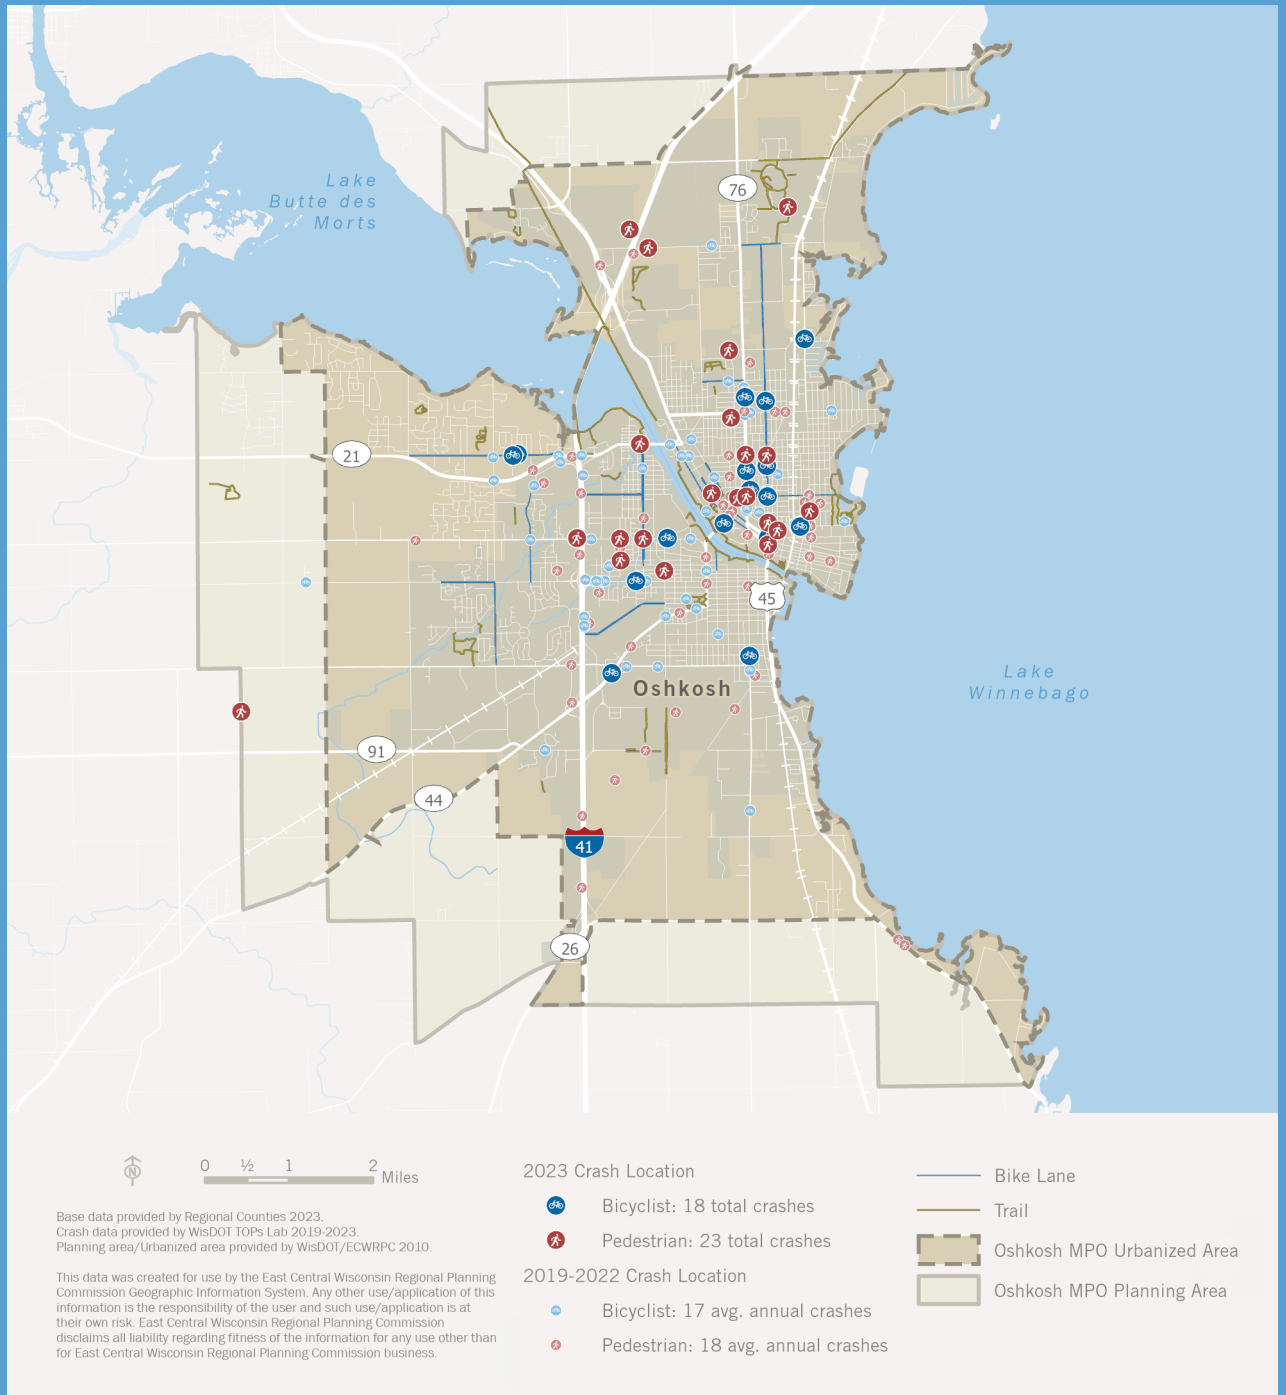 76
Lake
Butte des
Morts
21
45
Lake
Winnebago
Oshkosh
91
44
41
26
N
0 ½ 1 2 Miles
Base data provided by Regional Counties 2023.
Crash data provided by WisDOT TOPs Lab 2019-2023.
Planning area/Urbanized area provided by WisDOT/ECWRPC 2010.
This data was created for use by the East Central Wisconsin Regional Planning
Commission Geographic Information System. Any other use/application of this
information is the responsibility of the user and such use/application is at
their own risk. East Central Wisconsin Regional Planning Commission
disclaims all liability regarding fitness of the information for any use other than
for East Central Wisconsin Regional Planning Commission business.
2023 Crash Location
Bicyclist: 18 total crashes
Pedestrian: 23 total crashes
2019-2022 Crash Location
Bicyclist: 17 avg. annual crashes
Pedestrian: 18 avg. annual crashes
Bike Lane
Trail
Oshkosh MPO Urbanized Area
Oshkosh MPO Planning Area